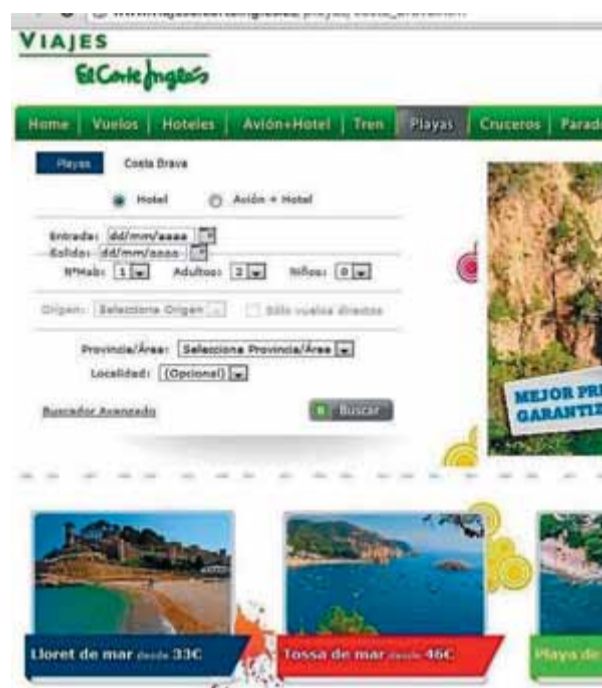 VIAJES
El Corte Inglés
Home Vuelos Hoteles Avión+Hotel Tren Playas Cruceros
Playas Costa Brava
Hotel Avión + Hotel
Entrada: dd/mm/aaaa
Salida: dd/mm/aaaa
NºHab: 1 Adultos: 2 Niños: 0
Origen: Selecciona Origen Sólo vuelos directos
Provincia/Área: Selecciona Provincia/Área
Localidad: (Opcional)
Buscador Avanzado Buscar
MEJOR
Lloret de mar desde 33€
Tossa de mar desde 46€
Playa de